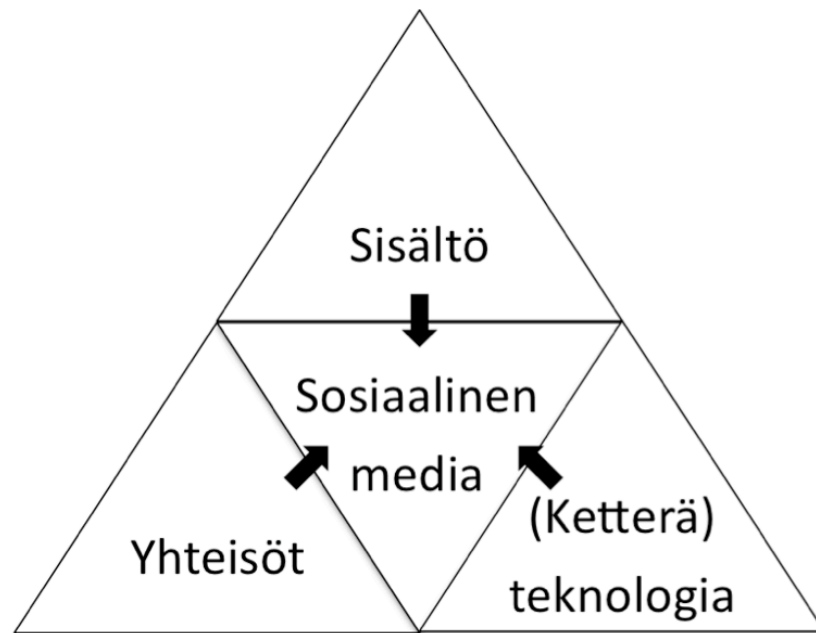 Sisältö
Sosiaalinen
media
Yhteisöt
(Ketterä)
teknologia